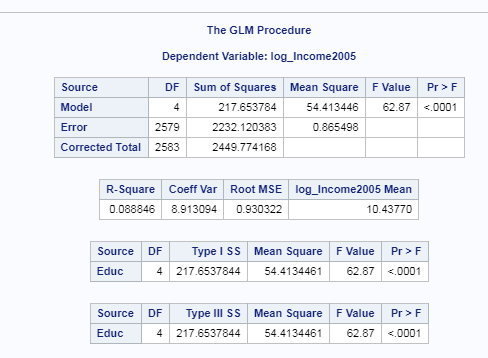 The GLM Procedure
Dependent Variable: log_Income2005
Source DF Sum of Squares Mean Square F Value Pr > F
Model 4 217.653784 54.413446 62.87 <.0001
Error 2579 2232.120383 0.865498
Corrected Total 2583 2449.774168
R-Square Coeff Var Root MSE log_Income2005 Mean
0.088846 8.913094 0.930322 10.43770
Source DF Type I SS Mean Square F Value Pr > F
Educ 4 217.6537844 54.4134461 62.87 <.0001
Source DF Type III SS Mean Square F Value Pr > F
Educ 4 217.6537844 54.4134461 62.87 <.0001